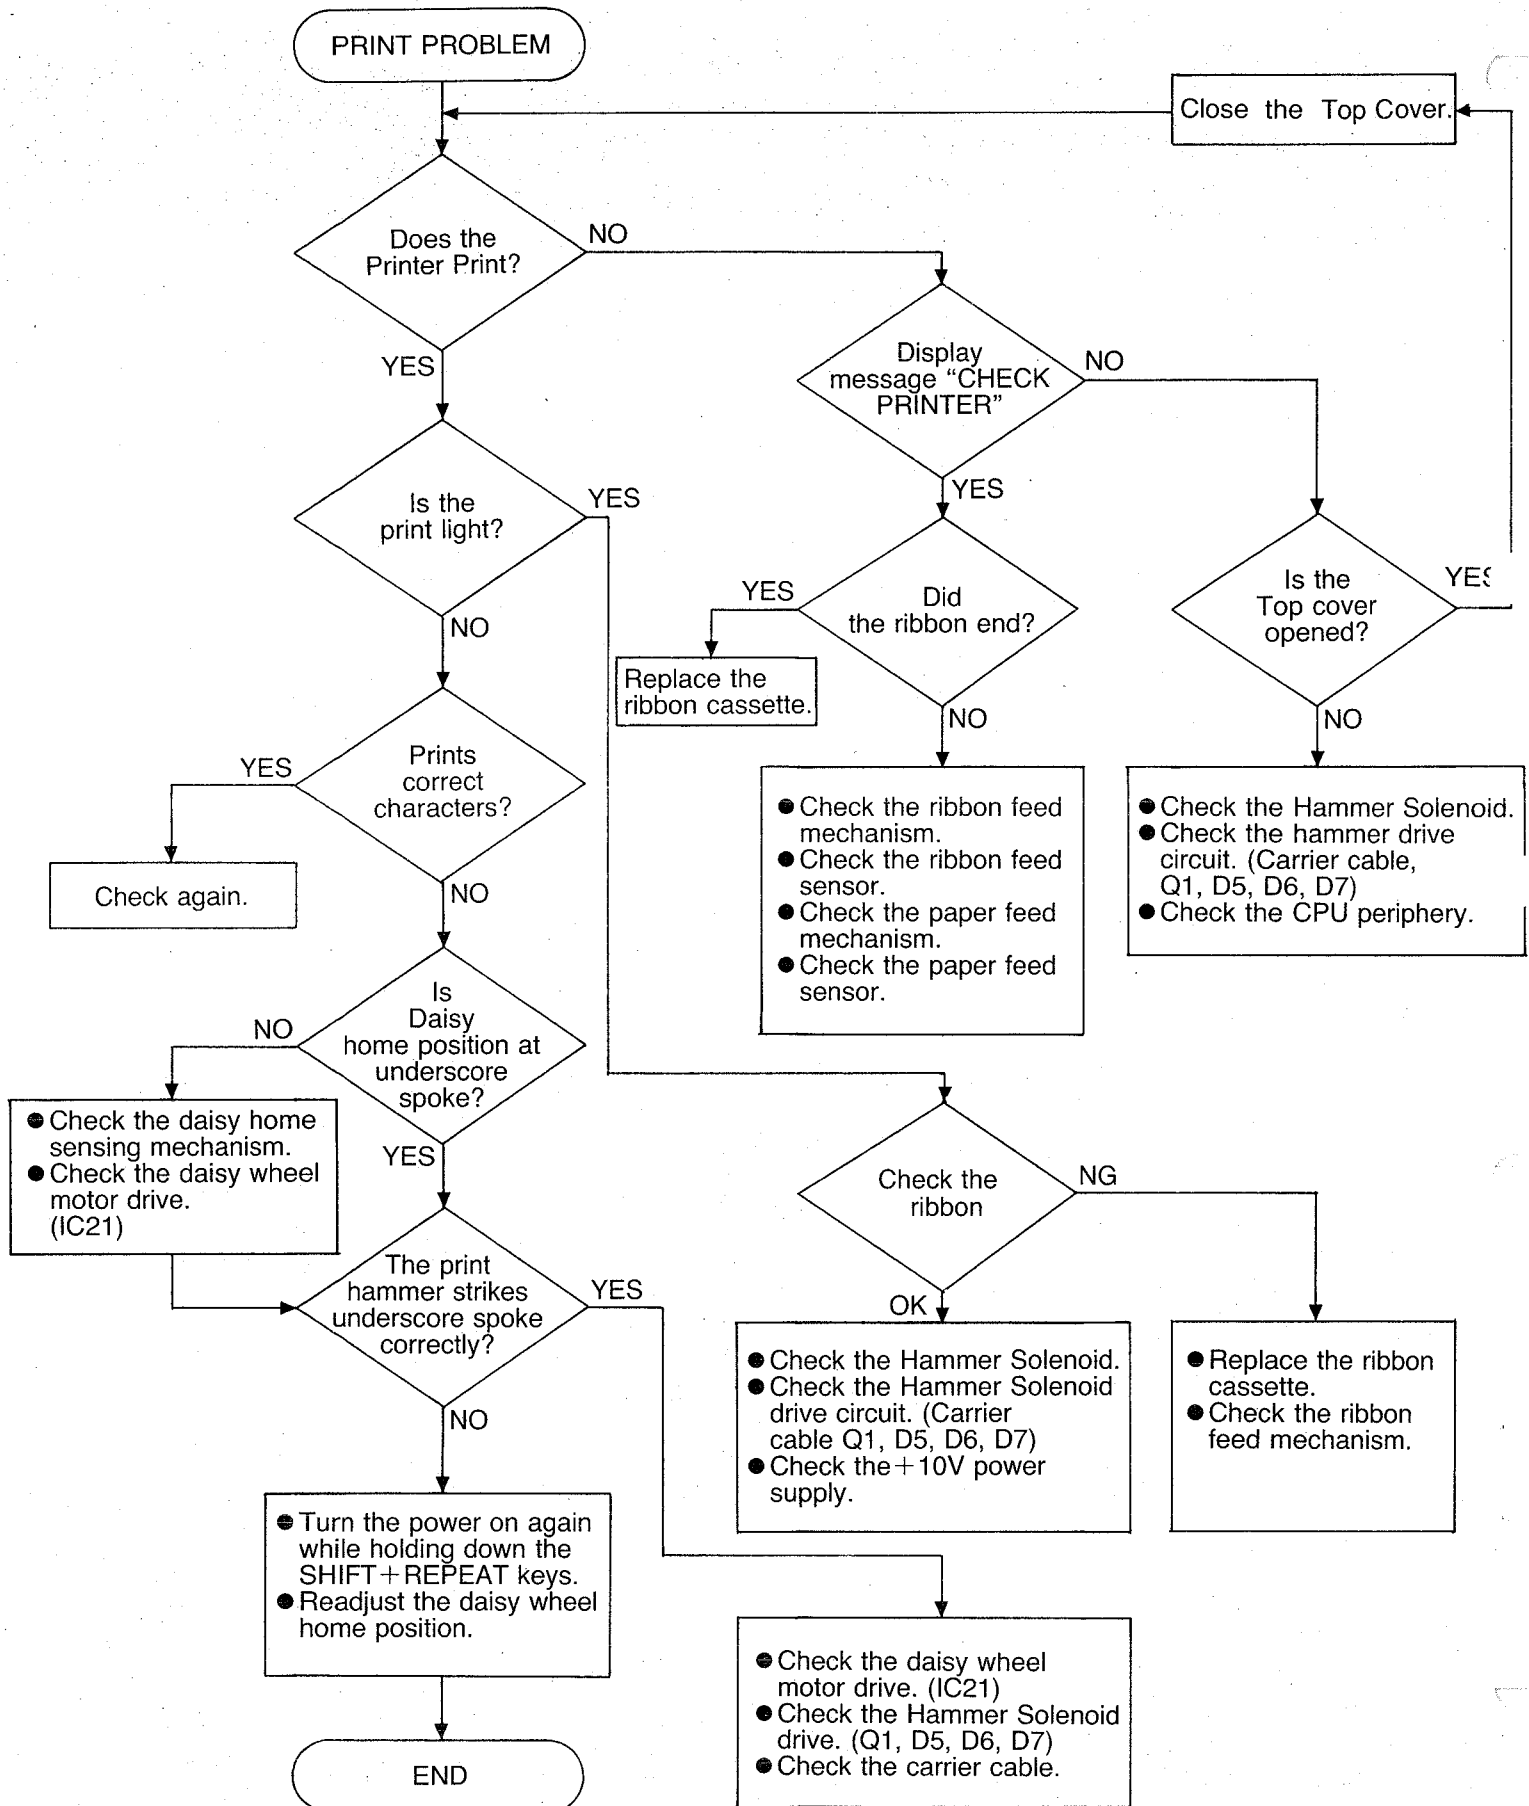 PRINT PROBLEM
Close the Top Cover.
Does the
Printer Print?
NO
YES
Display
message “CHECK
PRINTER”
NO
YES
Is the
print light?
YES
NO
Did
the ribbon end?
YES
NO
Replace the
ribbon cassette.
Is the
Top cover
opened?
YES
NO
Prints
correct
characters?
YES
NO
Check again.
● Check the ribbon feed
mechanism.
● Check the ribbon feed
sensor.
● Check the paper feed
mechanism.
● Check the paper feed
sensor.
● Check the Hammer Solenoid.
● Check the hammer drive
circuit. (Carrier cable,
Q1, D5, D6, D7)
● Check the CPU periphery.
Is
Daisy
home position at
underscore
spoke?
NO
YES
● Check the daisy home
sensing mechanism.
● Check the daisy wheel
motor drive.
(IC21)
Check the
ribbon
NG
OK
The print
hammer strikes
underscore spoke
correctly?
YES
NO
● Check the Hammer Solenoid.
● Check the Hammer Solenoid
drive circuit. (Carrier
cable Q1, D5, D6, D7)
● Check the+10V power
supply.
● Replace the ribbon
cassette.
● Check the ribbon
feed mechanism.
● Turn the power on again
while holding down the
SHIFT+REPEAT keys.
● Readjust the daisy wheel
home position.
● Check the daisy wheel
motor drive. (IC21)
● Check the Hammer Solenoid
drive. (Q1, D5, D6, D7)
● Check the carrier cable.
END